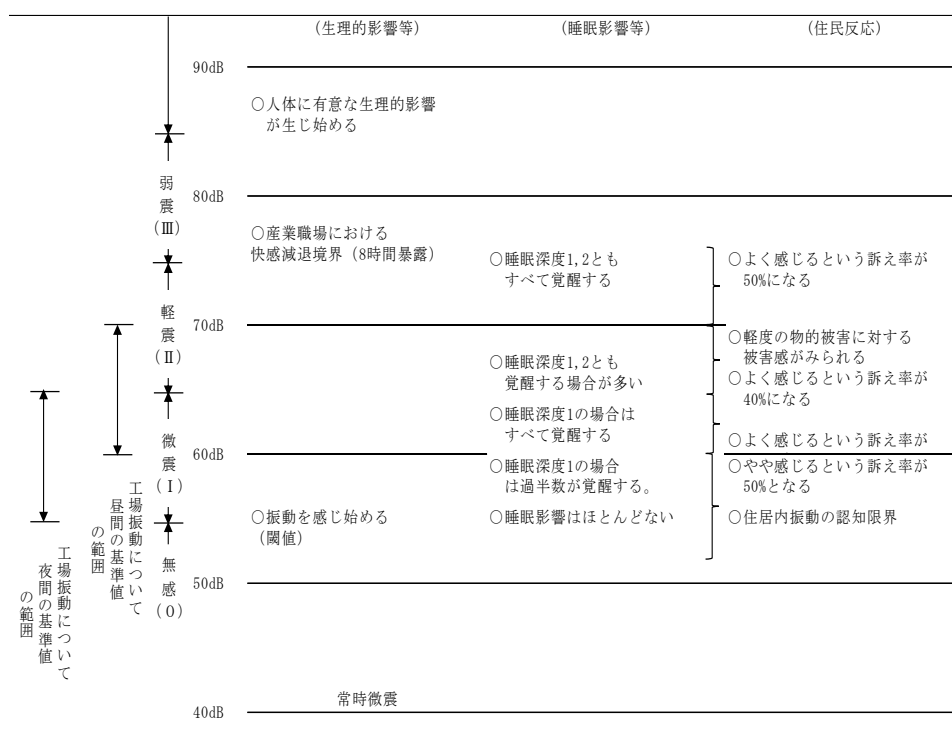 (生理的影響等)
(睡眠影響等)
(住民反応)
90dB
○人体に有意な生理的影響
が生じ始める
弱震(Ⅲ)
80dB
○産業職場における
快感減退境界(8時間暴露)
○睡眠深度1,2とも
すべて覚醒する
○よく感じるという訴え率が
50%になる
軽震(Ⅱ)
70dB
○軽度の物的被害に対する
被害感がみられる
○睡眠深度1,2とも
覚醒する場合が多い
○よく感じるという訴え率が
40%になる
○睡眠深度1の場合は
すべて覚醒する
微震(Ⅰ)
○よく感じるという訴え率が
60dB
○睡眠深度1の場合
は過半数が覚醒する。
○やや感じるという訴え率が
50%となる
○振動を感じ始める
(閾値)
○睡眠影響はほとんどない
○住居内振動の認知限界
無感(0)
50dB
工場振動について
昼間の基準値
の範囲
工場振動について
夜間の基準値
の範囲
常時微震
40dB